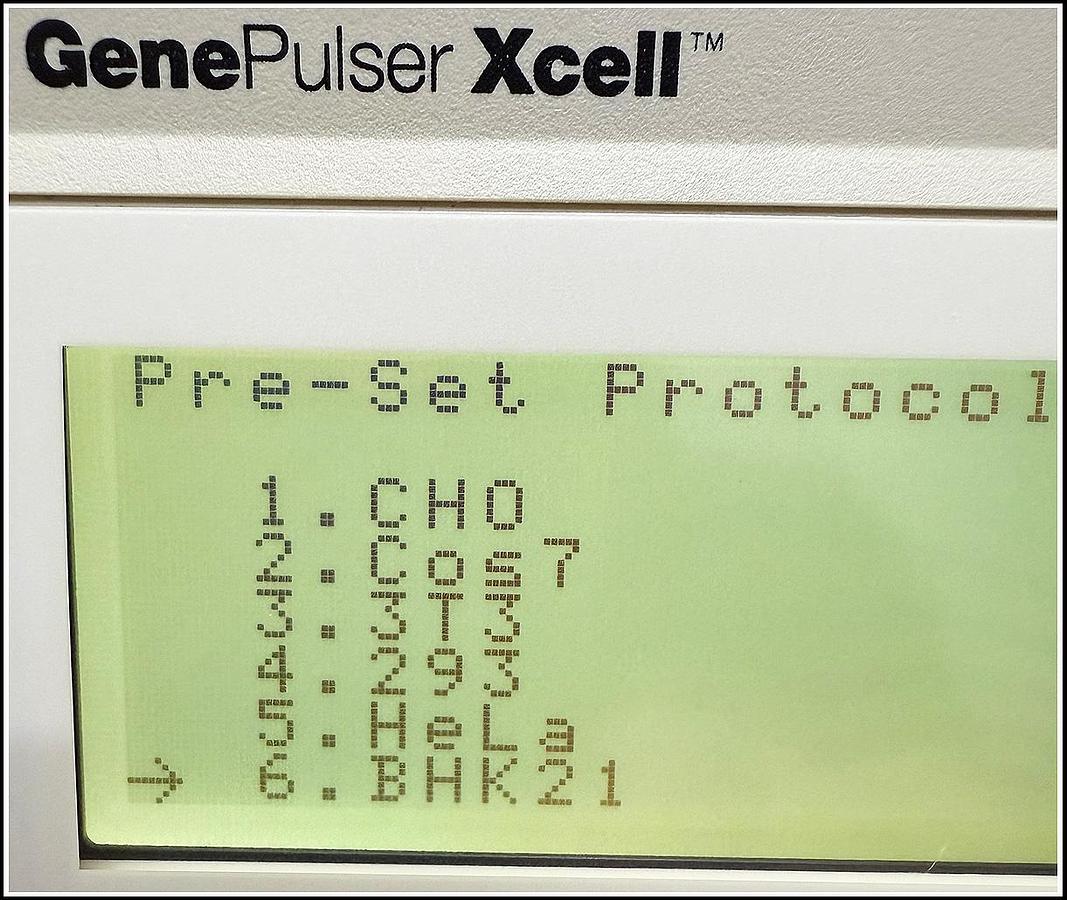 GenePulser Xcell™
Pre-Set Protocol
1.CHO
2.Cos7
3.3T3
4.293
5.HeLa
→ 6.BHK21